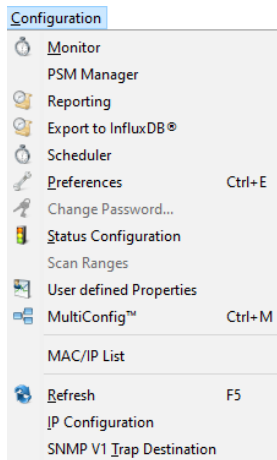 Configuration
Monitor
PSM Manager
Reporting
Export to InfluxDB®
Scheduler
Preferences Ctrl+E
Change Password...
Status Configuration
Scan Ranges
User defined Properties
MultiConfig™ Ctrl+M
MAC/IP List
Refresh F5
IP Configuration
SNMP V1 Trap Destination